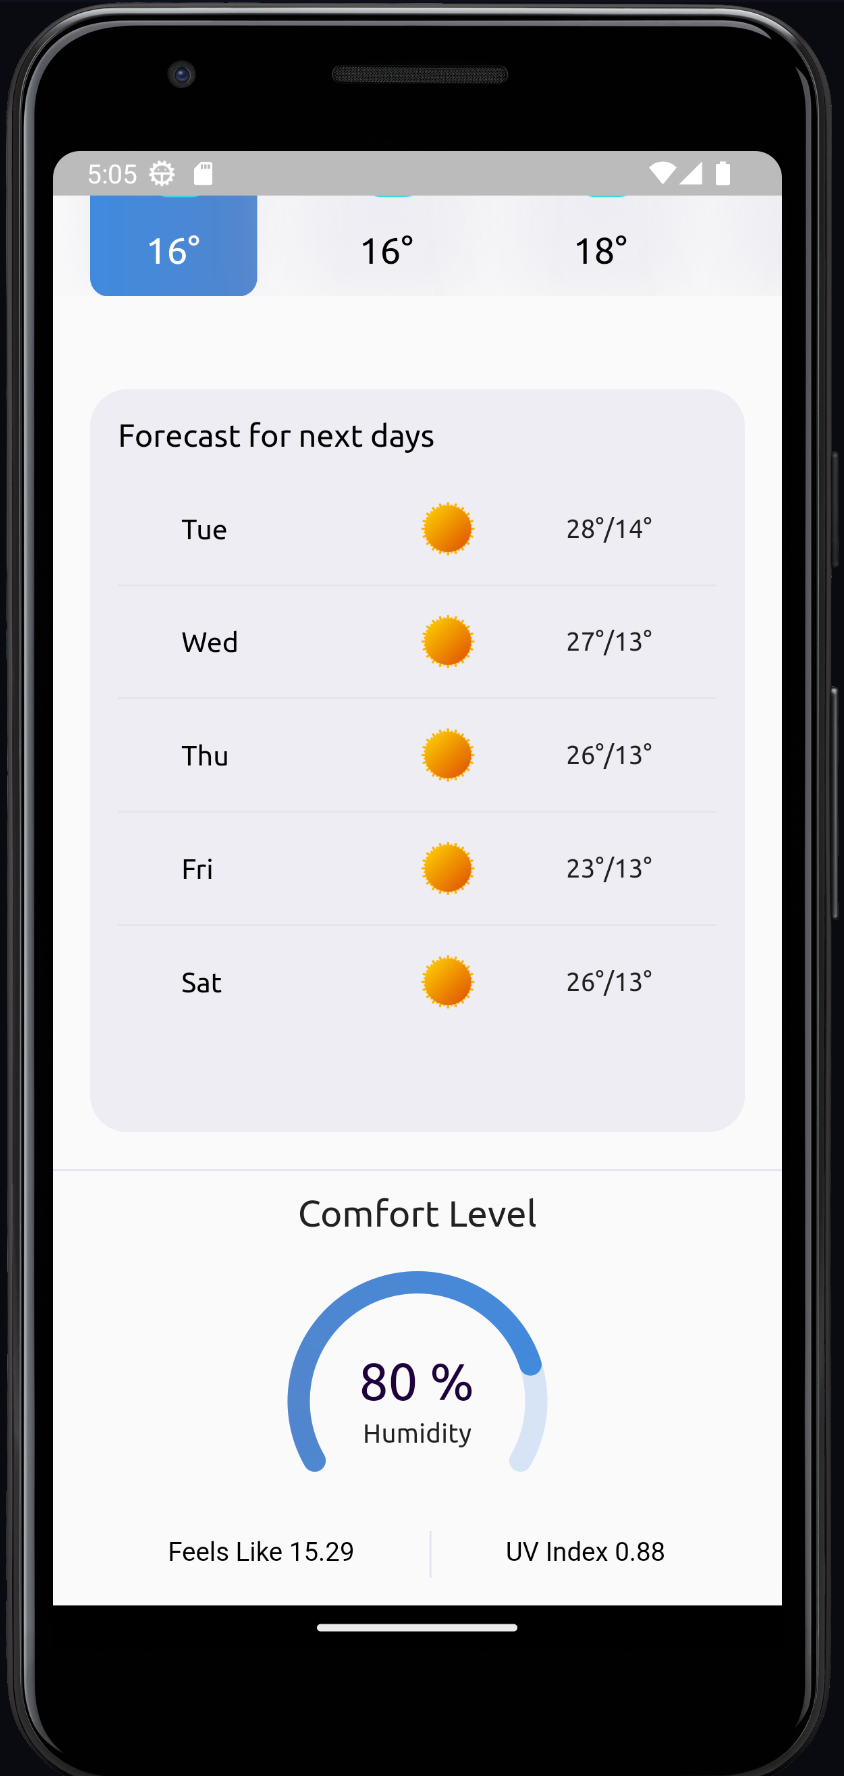 5:05
16° 16° 18°
Forecast for next days
Tue 28°/14°
Wed 27°/13°
Thu 26°/13°
Fri 23°/13°
Sat 26°/13°
Comfort Level
80 %
Humidity
Feels Like 15.29 UV Index 0.88